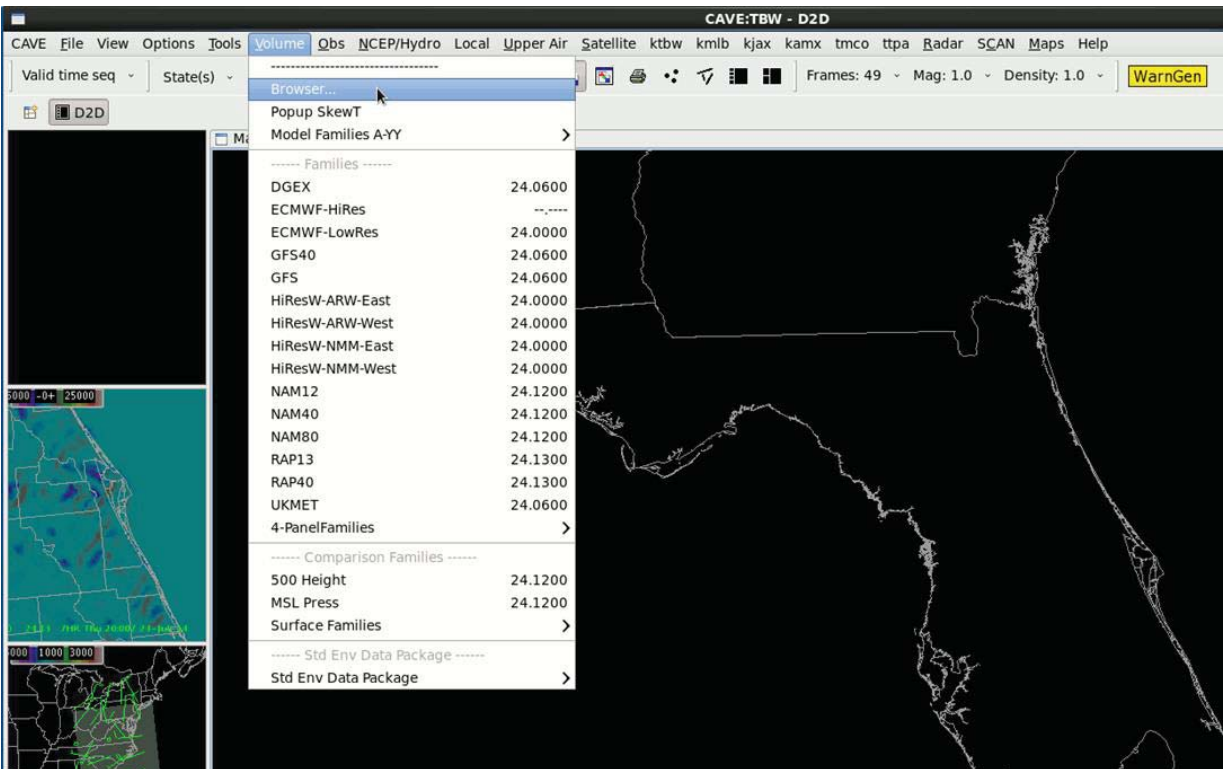 CAVE:TBW - D2D
CAVE File View Options Tools Volume Obs NCEP/Hydro Local Upper Air Satellite ktbw kmlb kjax kamx tmco ttpa Radar SCAN Maps Help
Valid time seq State(s) Frames: 49 Mag: 1.0 Density: 1.0 WarnGen
D2D
Ma
---------------------------------
Browser...
Popup SkewT
Model Families A-YY
------ Families ------
DGEX 24.0600
ECMWF-HiRes --.----
ECMWF-LowRes 24.0000
GFS40 24.0600
GFS 24.0600
HiResW-ARW-East 24.0000
HiResW-ARW-West 24.0000
HiResW-NMM-East 24.0000
HiResW-NMM-West 24.0000
NAM12 24.1200
NAM40 24.1200
NAM80 24.1200
RAP13 24.1300
RAP40 24.1300
UKMET 24.0600
4-PanelFamilies
------ Comparison Families ------
500 Height 24.1200
MSL Press 24.1200
Surface Families
------ Std Env Data Package ------
Std Env Data Package
5000 -0+ 25000
000 1000 3000